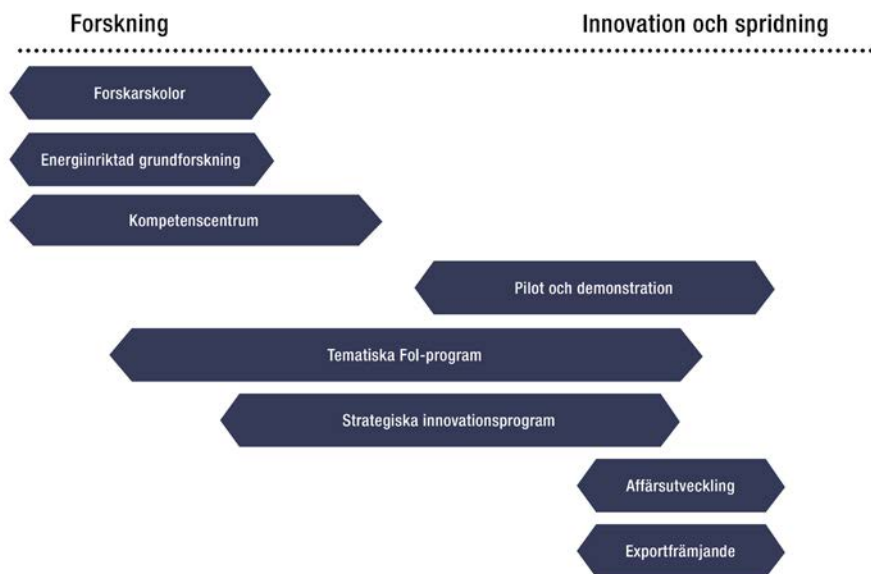 Forskning
Innovation och spridning
Forskarskolor
Energiinriktad grundforskning
Kompetenscentrum
Pilot och demonstration
Tematiska FoI-program
Strategiska innovationsprogram
Affärsutveckling
Exportfrämjande